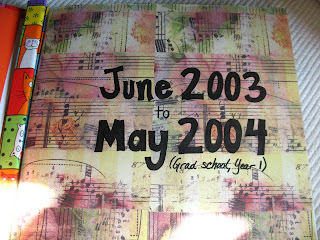 June 2003
to
May 2004
(Grad school, Year 1)